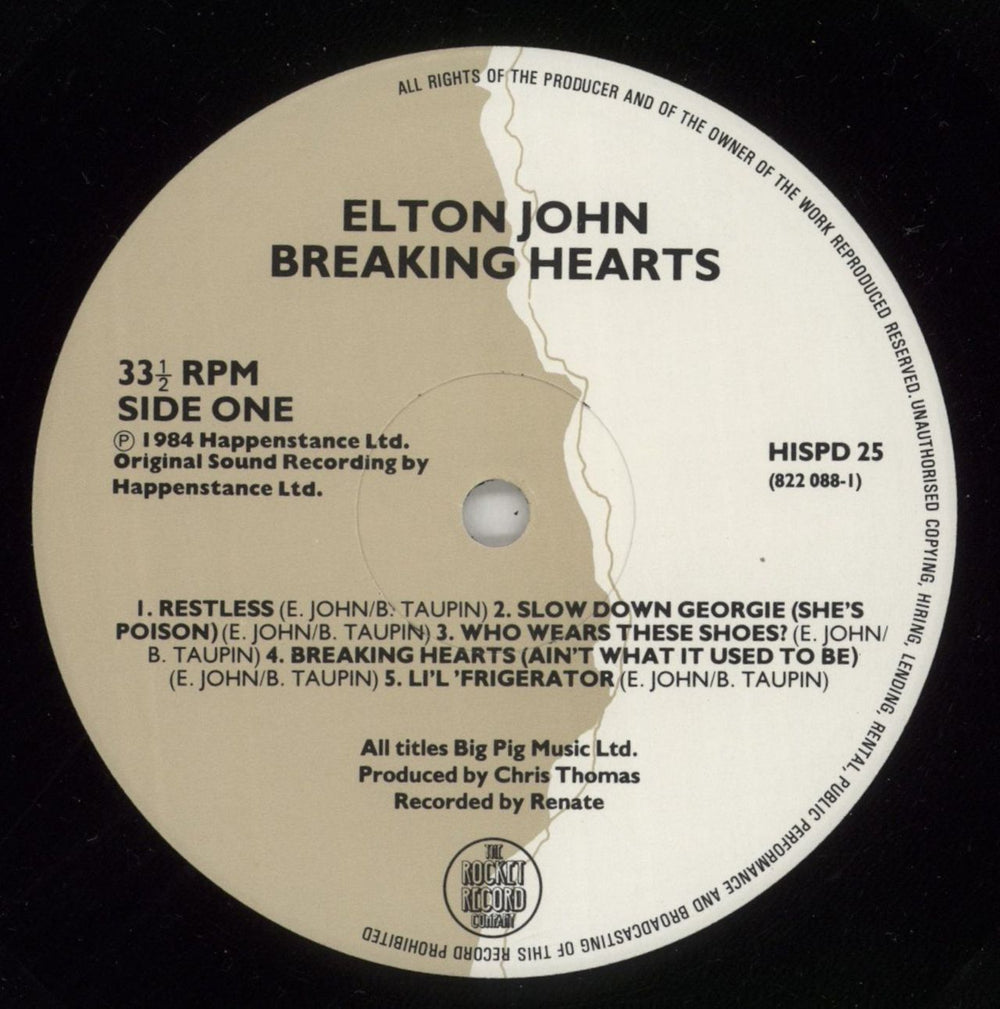 ALL RIGHTS OF THE PRODUCER AND OF THE OWNER OF THE WORK REPRODUCED RESERVED. UNAUTHORISED COPYING, HIRING, LENDING, RENTAL, PUBLIC PERFORMANCE AND BROADCASTING OF THIS RECORD PROHIBITED
ELTON JOHN
BREAKING HEARTS
33½ RPM
SIDE ONE
Ⓟ 1984 Happenstance Ltd.
Original Sound Recording by
Happenstance Ltd.
HISPD 25
(822 088-1)
1. RESTLESS (E. JOHN/B. TAUPIN) 2. SLOW DOWN GEORGIE (SHE'S
POISON) (E. JOHN/B. TAUPIN) 3. WHO WEARS THESE SHOES? (E. JOHN/
B. TAUPIN) 4. BREAKING HEARTS (AIN'T WHAT IT USED TO BE)
(E. JOHN/B. TAUPIN) 5. LI'L 'FRIGERATOR (E. JOHN/B. TAUPIN)
All titles Big Pig Music Ltd.
Produced by Chris Thomas
Recorded by Renate
THE
ROCKET
RECORD
COMPANY